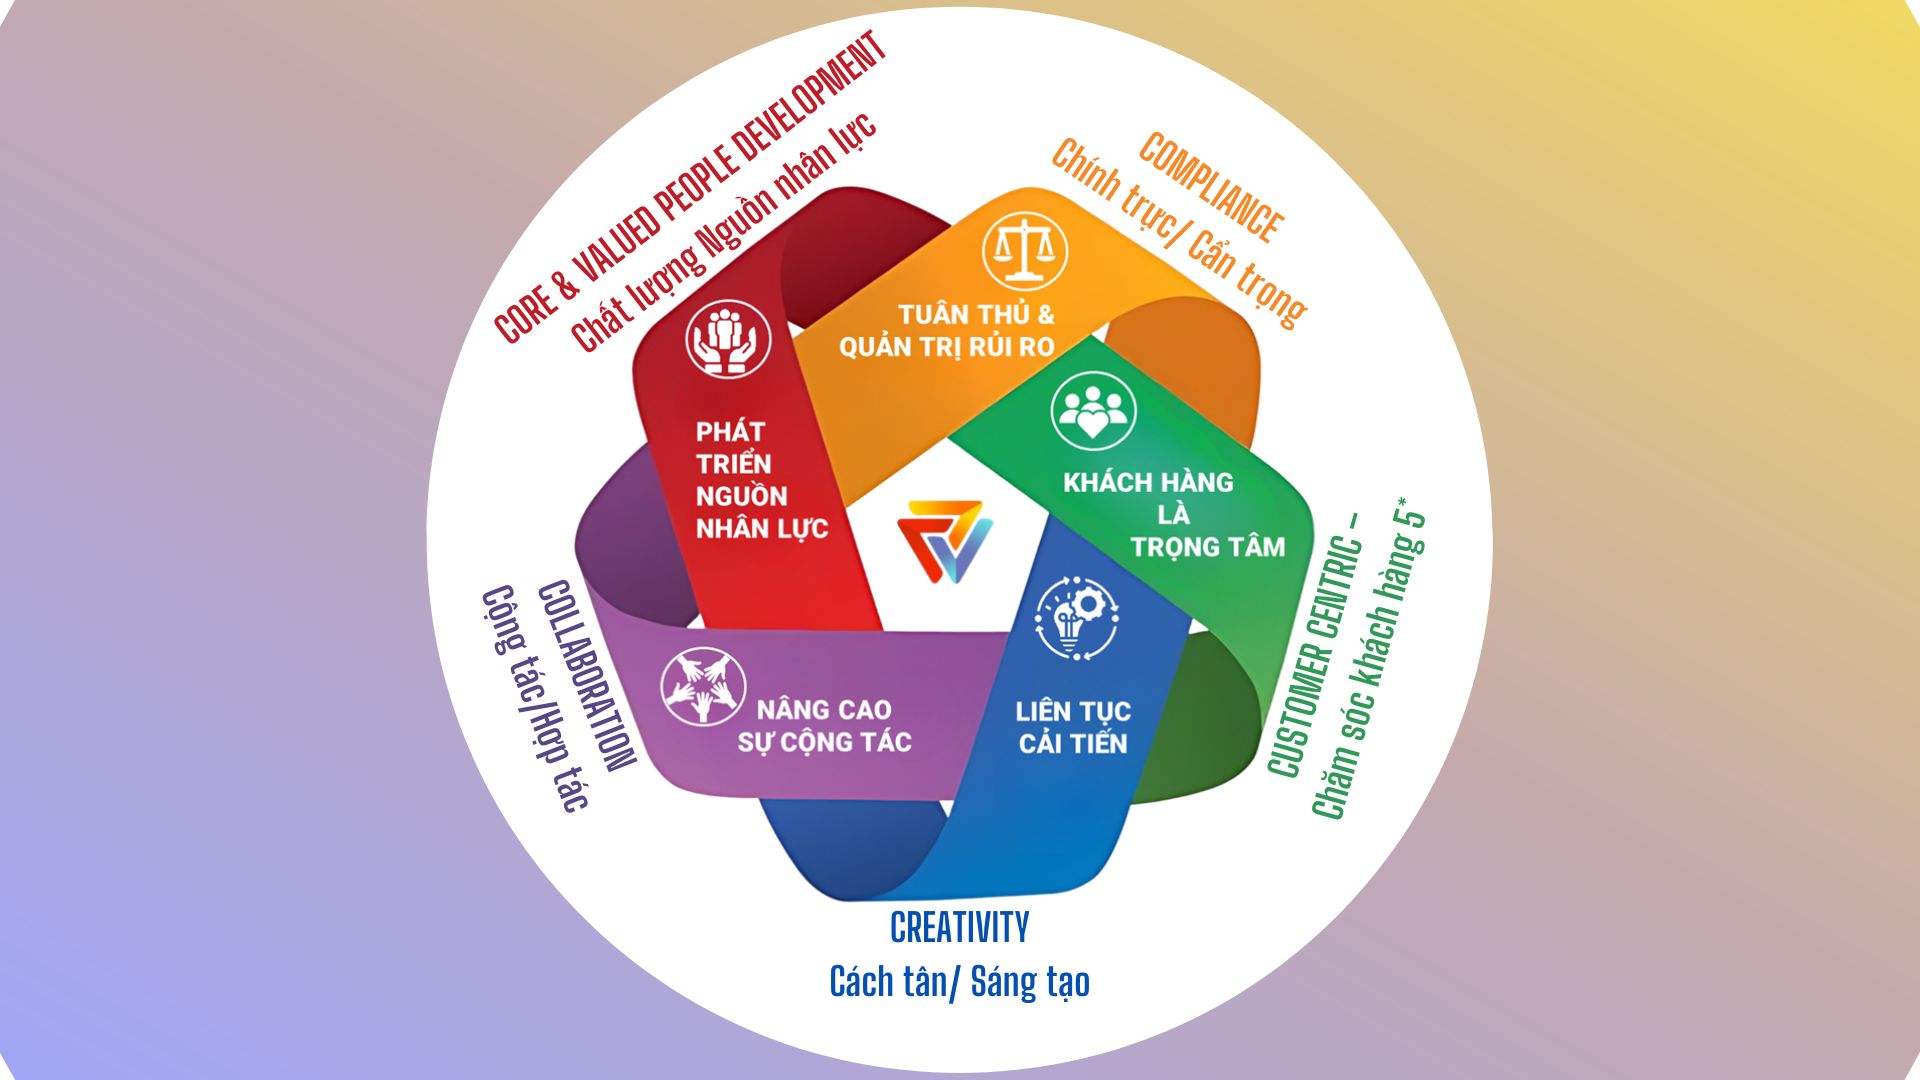 CORE & VALUED PEOPLE DEVELOPMENT
Chất lượng Nguồn nhân lực
COMPLIANCE
Chính trực/ Cẩn trọng
TUÂN THỦ &
QUẢN TRỊ RỦI RO
PHÁT
TRIỂN
NGUỒN
NHÂN LỰC
KHÁCH HÀNG
LÀ
TRỌNG TÂM
CUSTOMER CENTRIC –
Chăm sóc khách hàng 5*
COLLABORATION
Cộng tác/Hợp tác
NÂNG CAO
SỰ CỘNG TÁC
LIÊN TỤC
CẢI TIẾN
CREATIVITY
Cách tân/ Sáng tạo